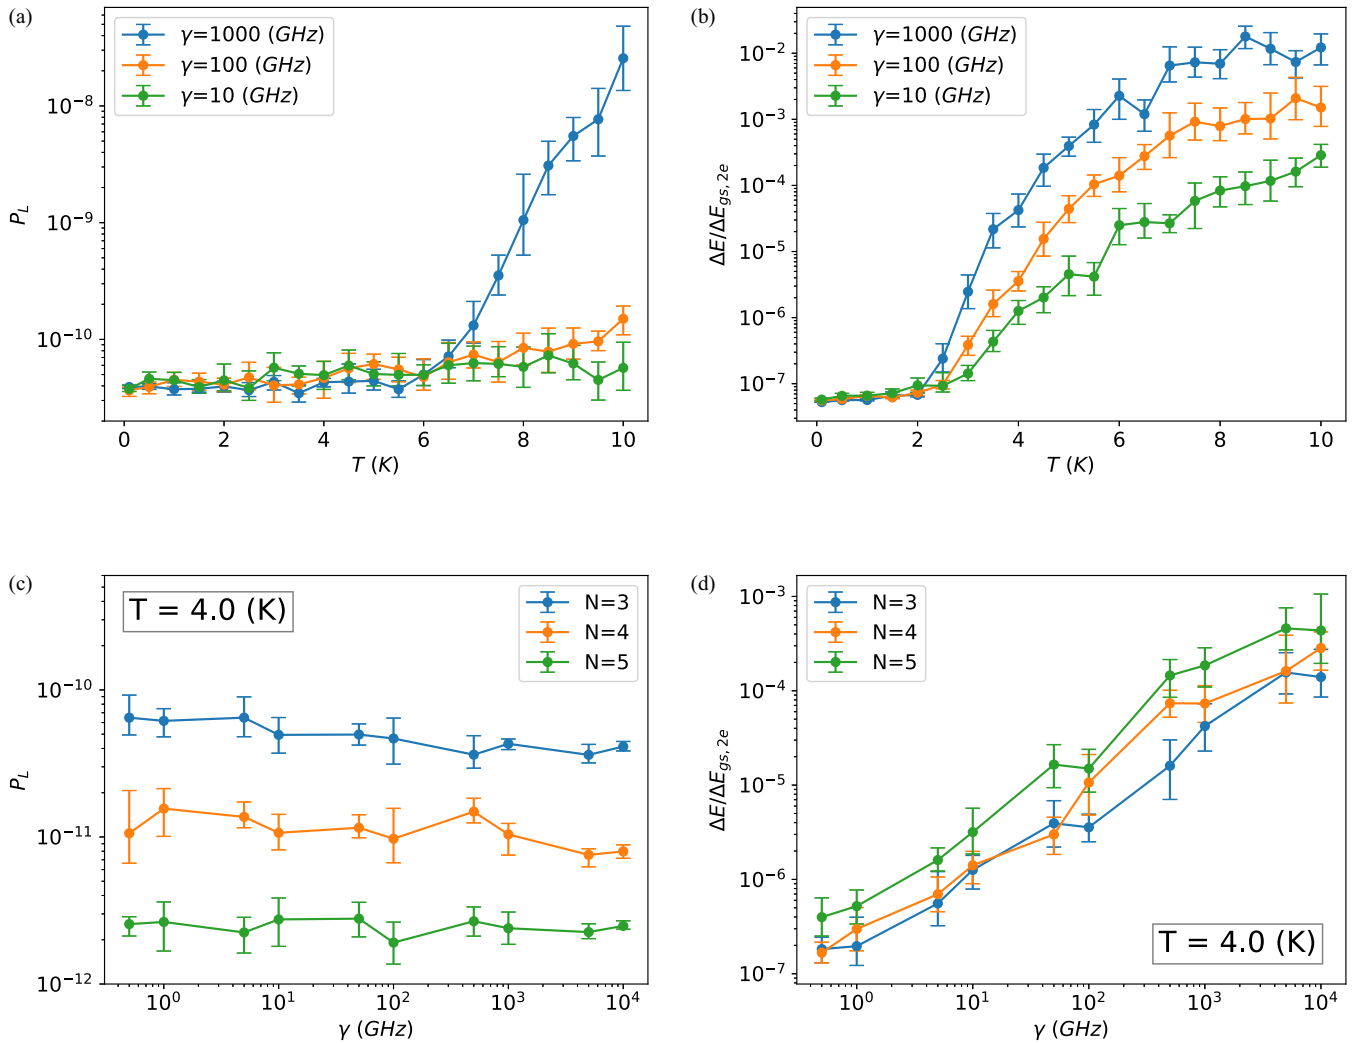 (a)
γ=1000 (GHz)
γ=100 (GHz)
γ=10 (GHz)
10⁻⁸
10⁻⁹
10⁻¹⁰
P_L
0 2 4 6 8 10
T (K)
(b)
γ=1000 (GHz)
γ=100 (GHz)
γ=10 (GHz)
10⁻²
10⁻³
10⁻⁴
10⁻⁵
10⁻⁶
10⁻⁷
ΔE/ΔE_{gs,2e}
0 2 4 6 8 10
T (K)
(c)
T = 4.0 (K)
N=3
N=4
N=5
10⁻¹⁰
10⁻¹¹
10⁻¹²
P_L
10⁰ 10¹ 10² 10³ 10⁴
γ (GHz)
(d)
N=3
N=4
N=5
T = 4.0 (K)
10⁻³
10⁻⁴
10⁻⁵
10⁻⁶
10⁻⁷
ΔE/ΔE_{gs,2e}
10⁰ 10¹ 10² 10³ 10⁴
γ (GHz)